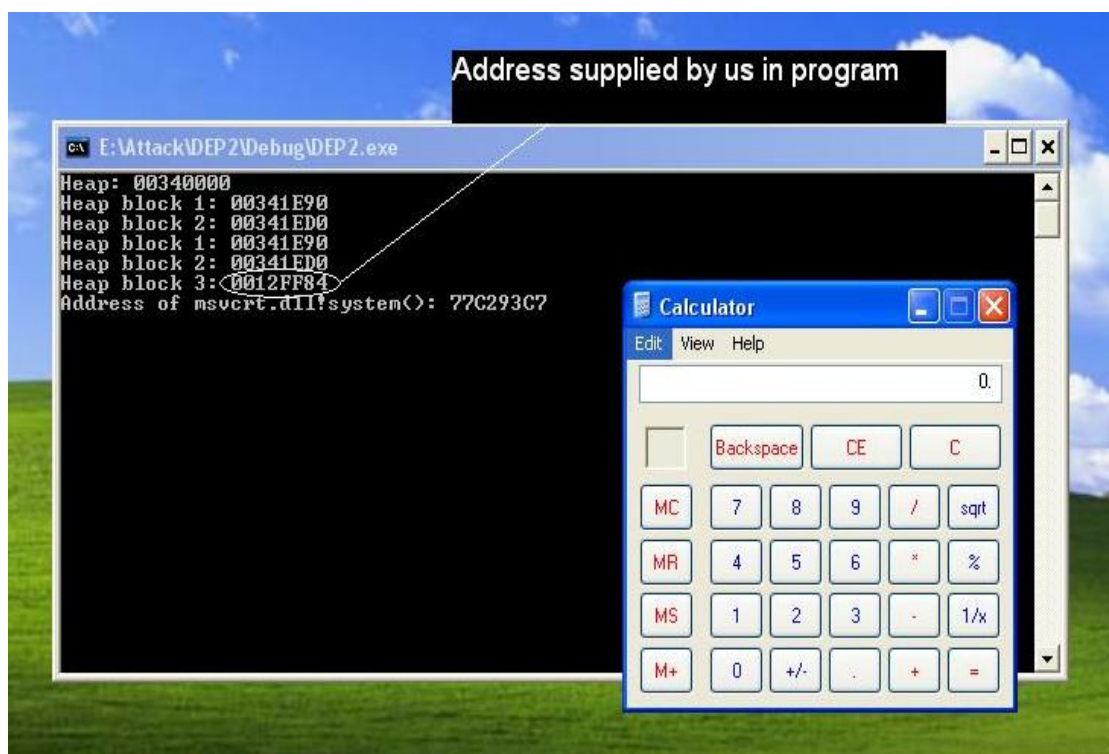 Address supplied by us in program
E:\Attack\DEP2\Debug\DEP2.exe
Heap: 00340000
Heap block 1: 00341E90
Heap block 2: 00341ED0
Heap block 1: 00341E90
Heap block 2: 00341ED0
Heap block 3: 0012FF84
Address of msvcrt.dll!system(): 77C293C7
Calculator
Edit View Help
0.
Backspace CE C
MC 7 8 9 / sqrt
MR 4 5 6 * %
MS 1 2 3 - 1/x
M+ 0 +/- . + =